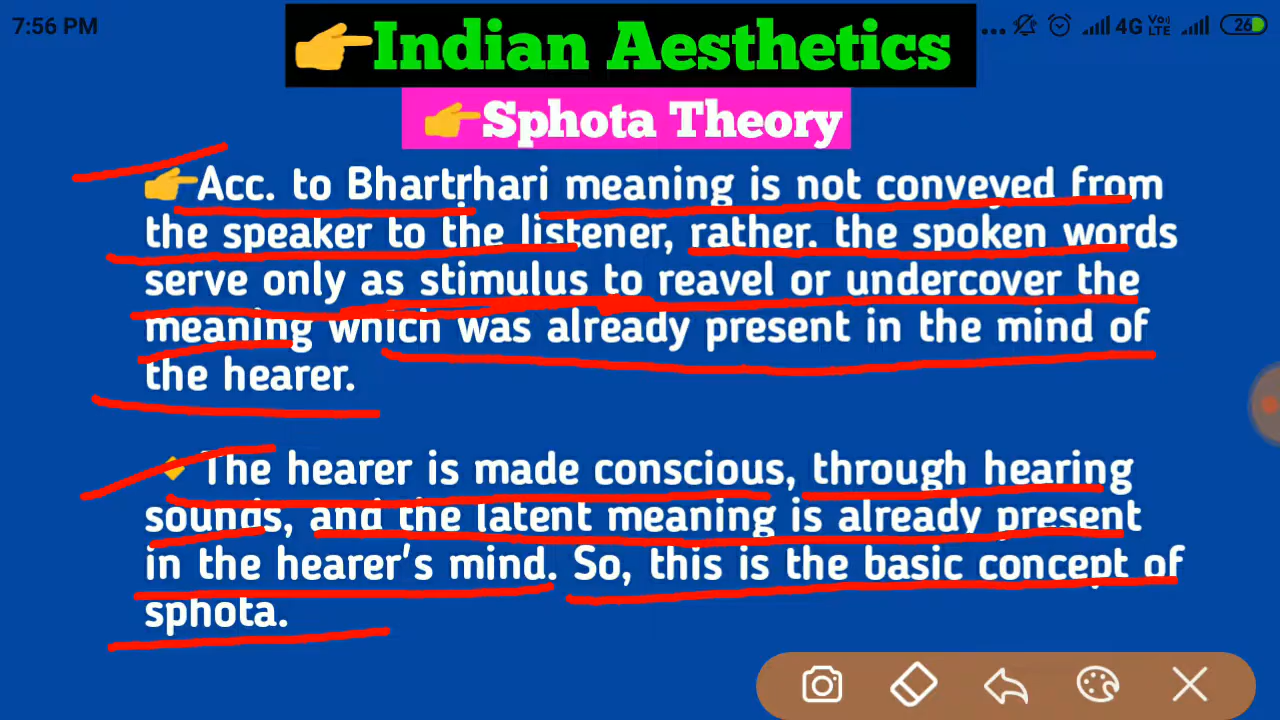 7:56 PM
... 4G Vo) LTE 26
👉Indian Aesthetics
👉Sphota Theory
👉Acc. to Bhartṛhari meaning is not conveyed from
the speaker to the listener, rather. the spoken words
serve only as stimulus to reavel or undercover the
meaning which was already present in the mind of
the hearer.
🔸The hearer is made conscious, through hearing
sounds, and the latent meaning is already present
in the hearer's mind. So, this is the basic concept of
sphota.